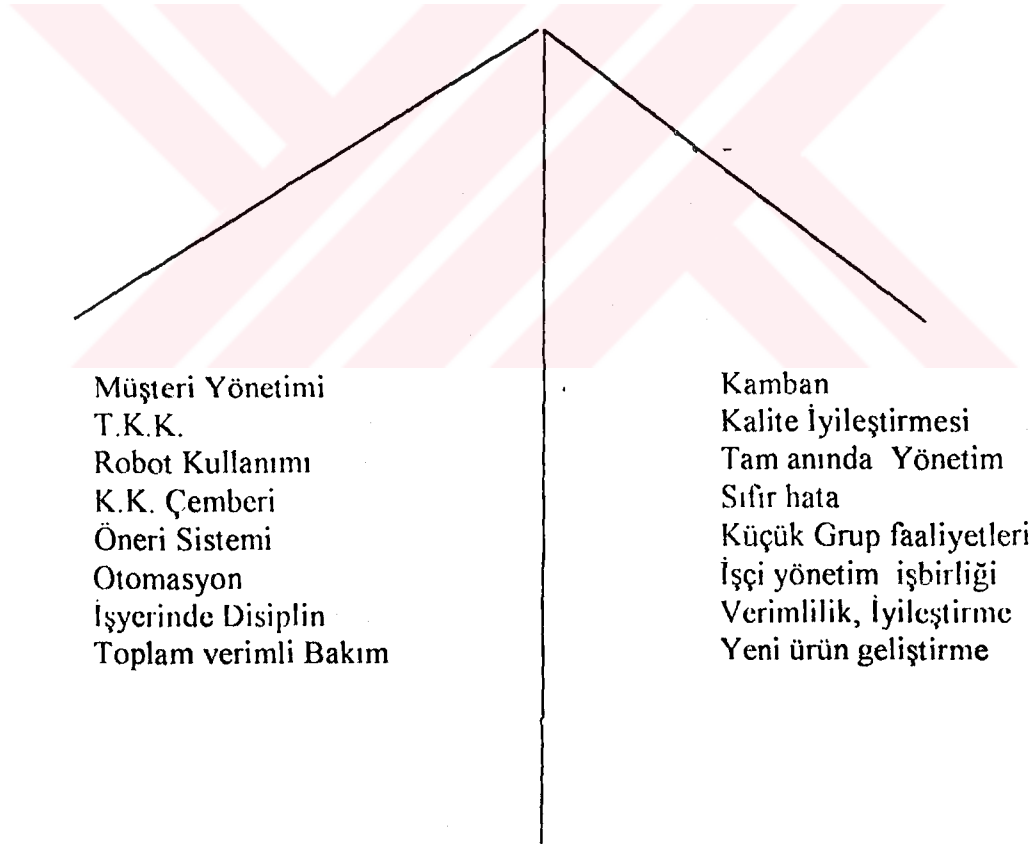 Müşteri Yönetimi
T.K.K.
Robot Kullanımı
K.K. Çemberi
Öneri Sistemi
Otomasyon
İşyerinde Disiplin
Toplam verimli Bakım
Kamban
Kalite İyileştirmesi
Tam anında Yönetim
Sıfır hata
Küçük Grup faaliyetleri
İşçi yönetim işbirliği
Verimlilik, İyileştirme
Yeni ürün geliştirme